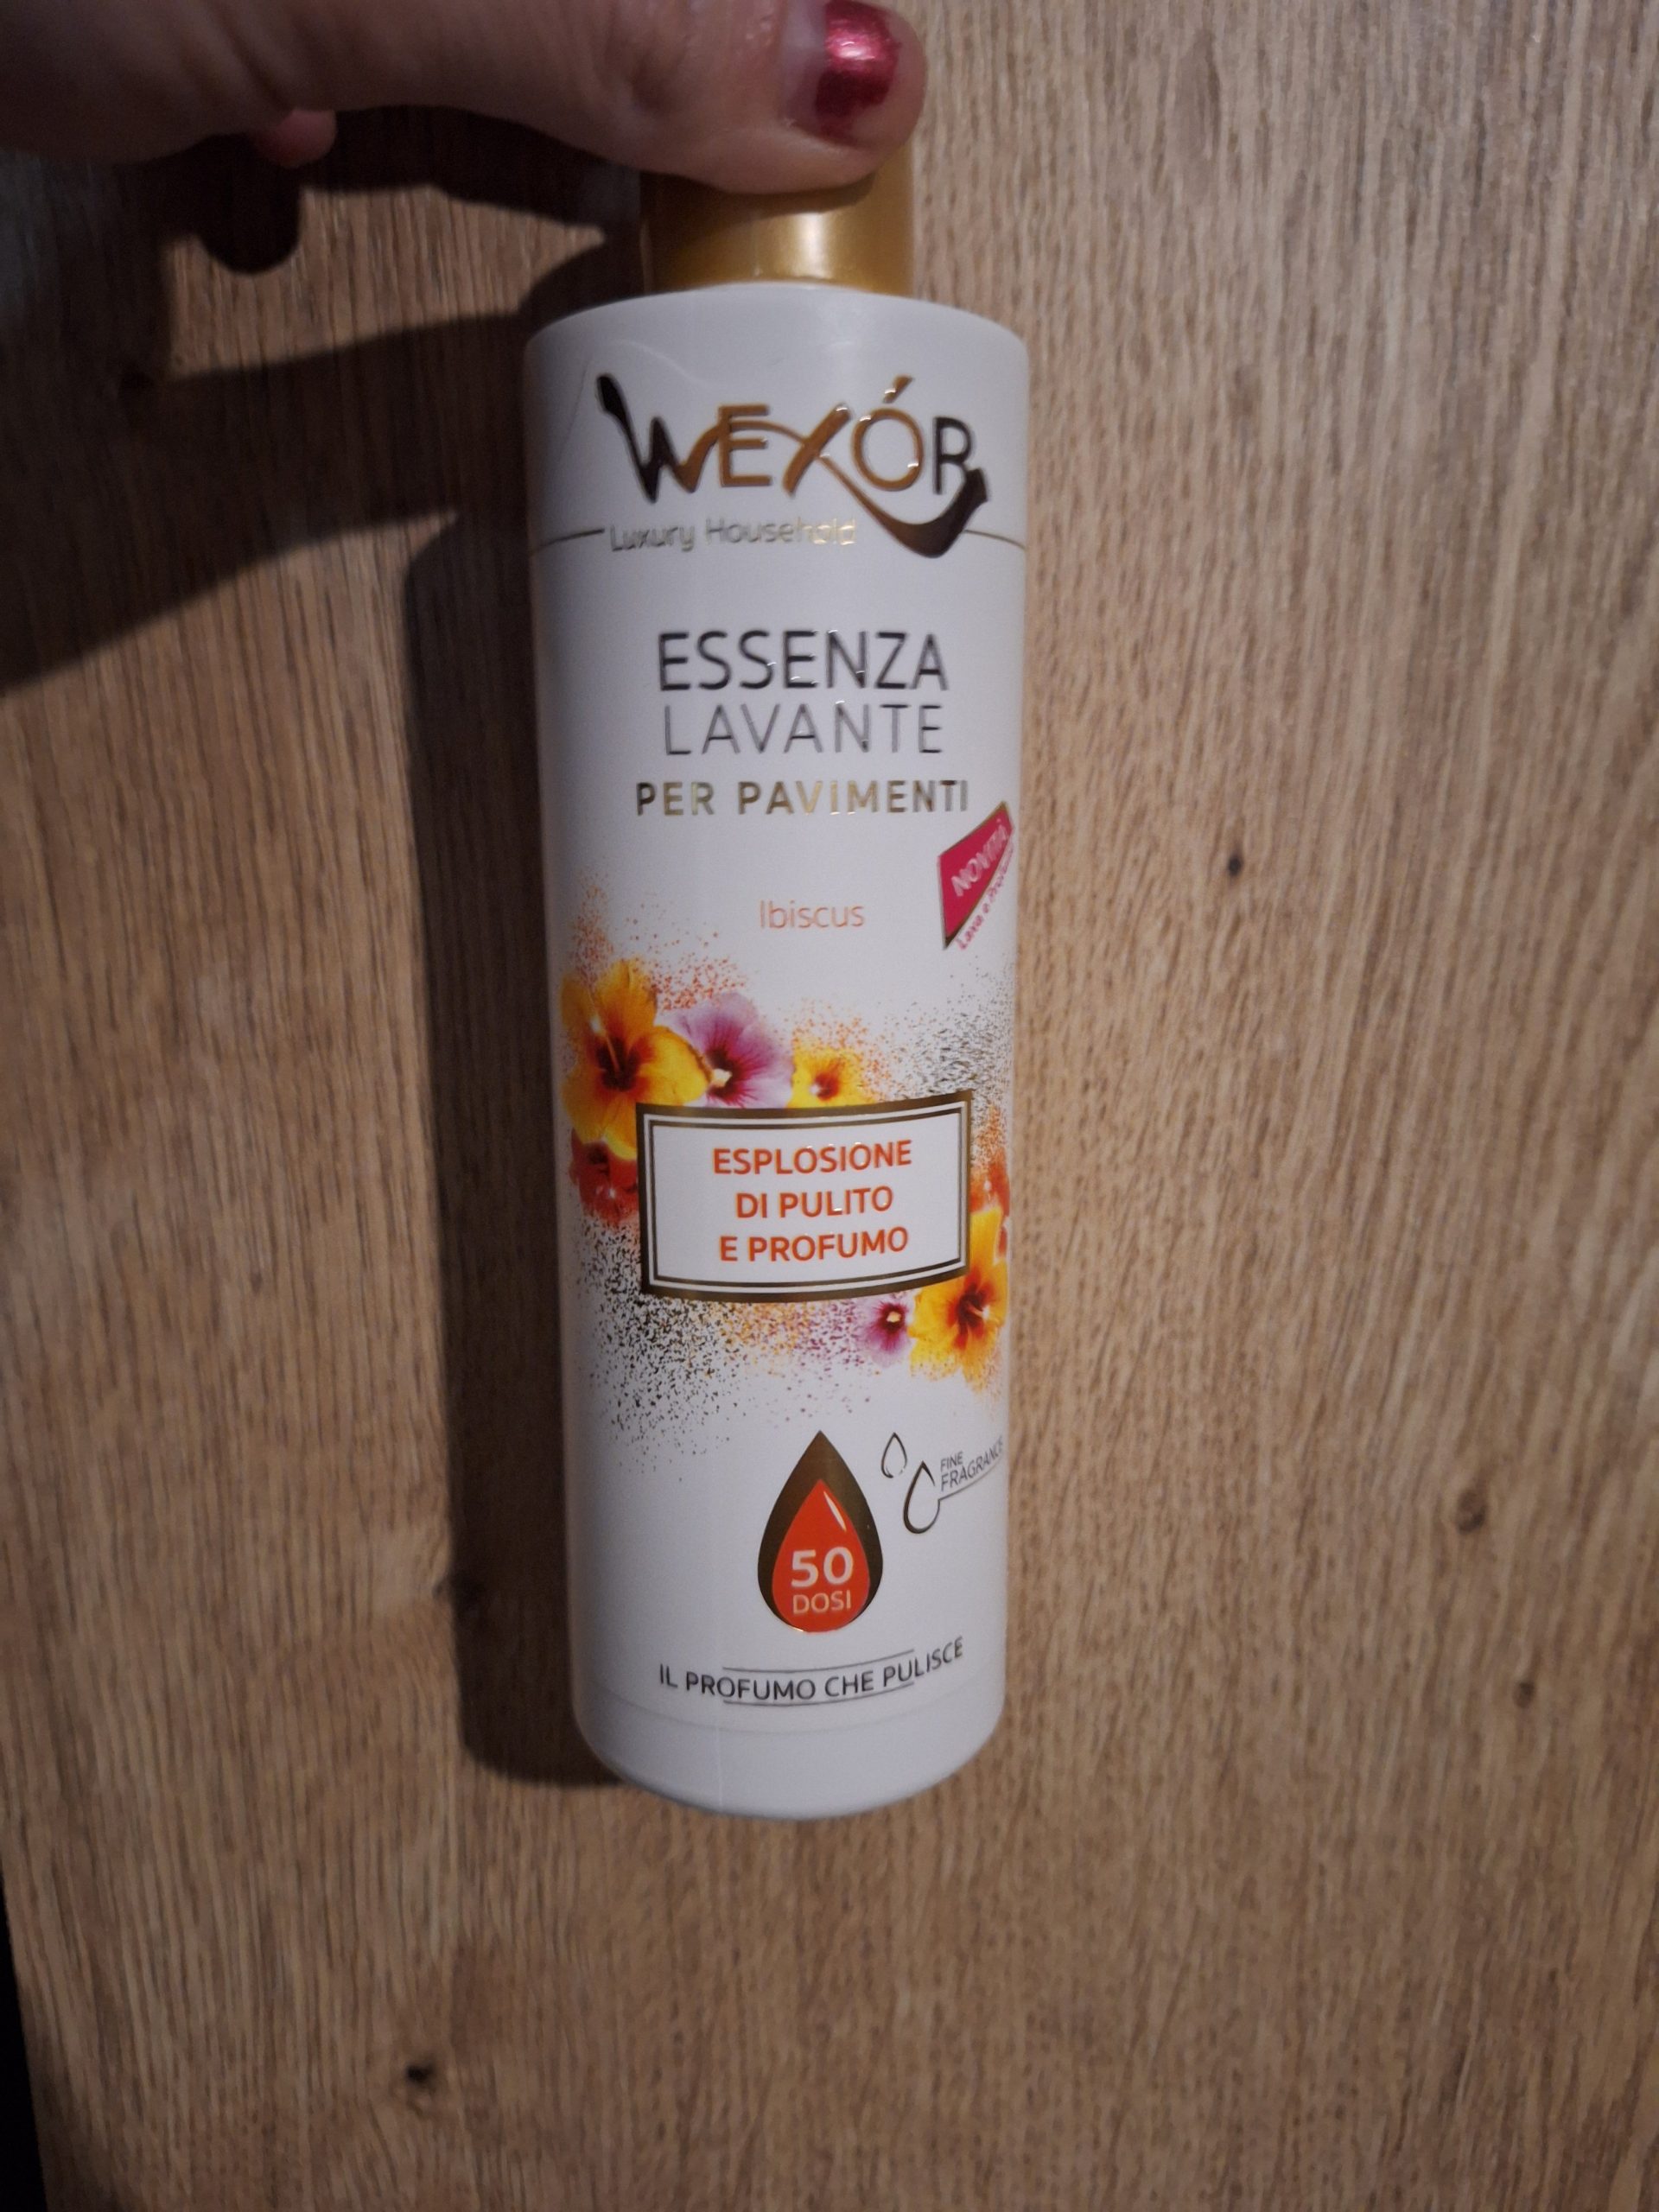 WEXÓR
Luxury Household
ESSENZA
LAVANTE
PER PAVIMENTI
NOVITÀ
Lava e
Ibiscus
ESPLOSIONE
DI PULITO
E PROFUMO
FINE
FRAGRANCE
50
DOSI
IL PROFUMO CHE PULISCE